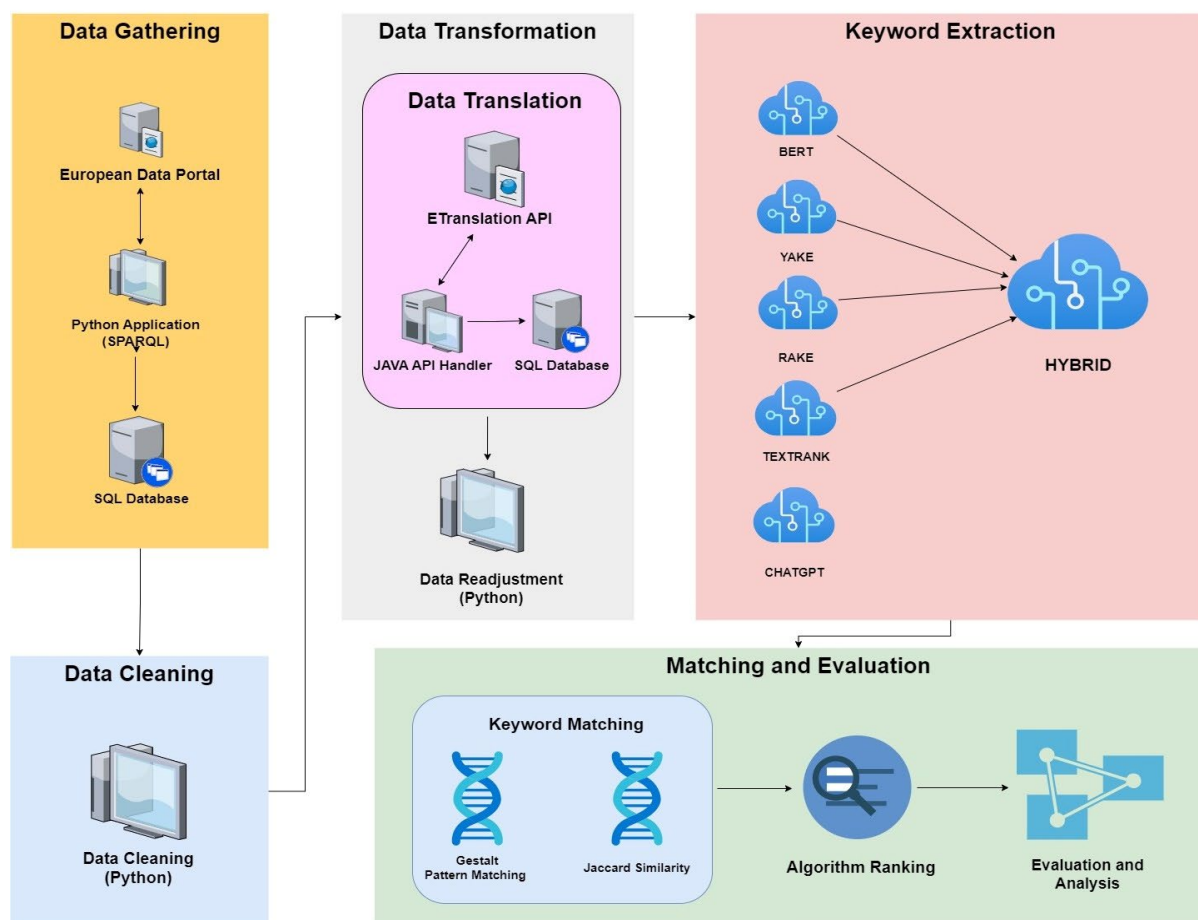 Data Gathering
European Data Portal
Python Application
(SPARQL)
SQL Database
Data Cleaning
Data Cleaning
(Python)
Data Transformation
Data Translation
ETranslation API
JAVA API Handler
SQL Database
Data Readjustment
(Python)
Keyword Extraction
BERT
YAKE
RAKE
TEXTRANK
CHATGPT
HYBRID
Matching and Evaluation
Keyword Matching
Gestalt
Pattern Matching
Jaccard Similarity
Algorithm Ranking
Evaluation and
Analysis